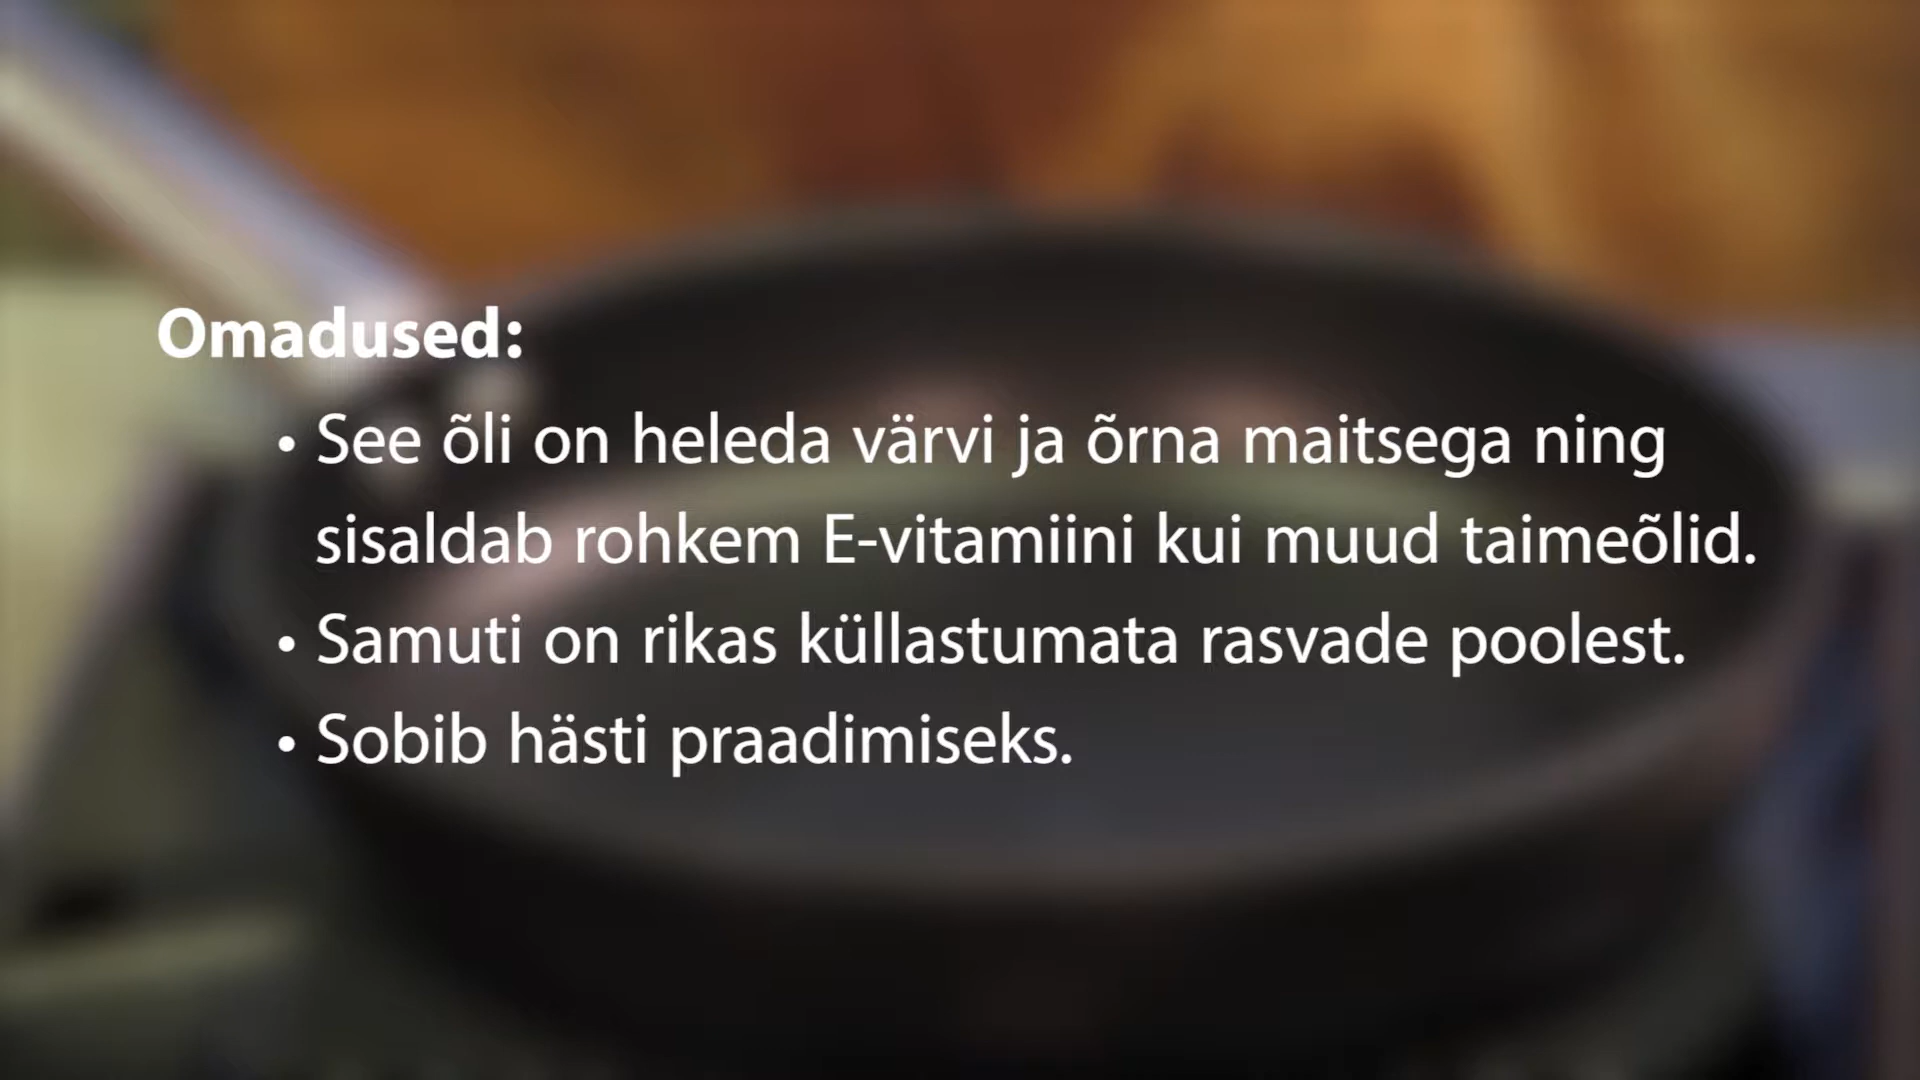 Omadused:
• See õli on heleda värvi ja õrna maitsega ning
sisaldab rohkem E-vitamiini kui muud taimeõlid.
• Samuti on rikas küllastumata rasvade poolest.
• Sobib hästi praadimiseks.